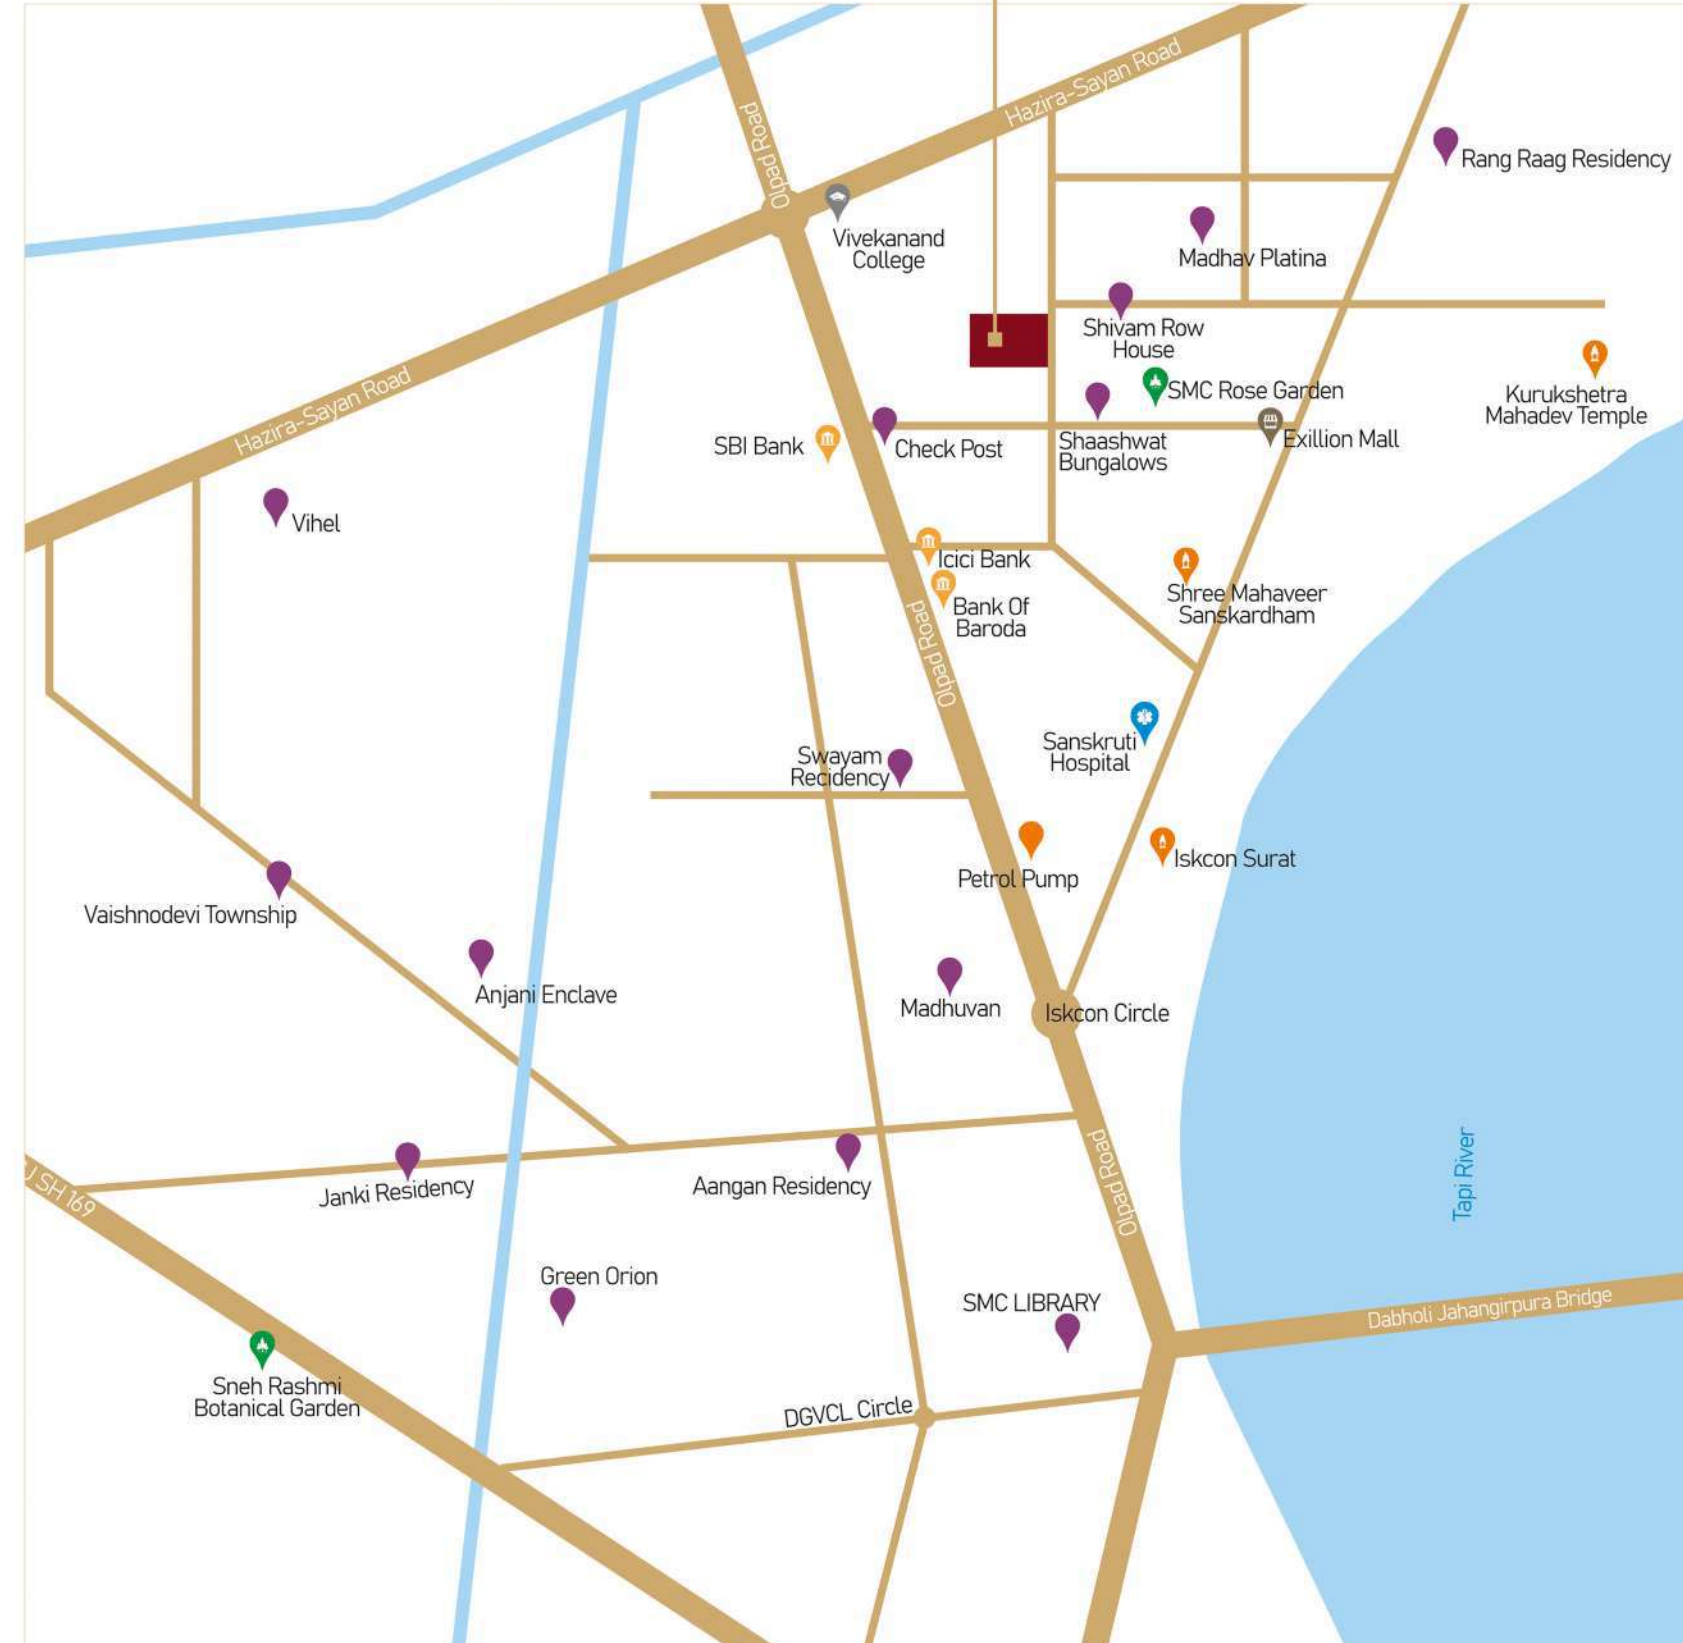 Olpad Road
Hazira-Sayan Road
Rang Raag Residency
Vivekanand
College
Madhav Platina
Shivam Row
House
SMC Rose Garden
Kurukshetra
Mahadev Temple
Hazira-Sayan Road
SBI Bank
Check Post
Shaashwat
Bungalows
Exillion Mall
Vihel
Icici Bank
Bank Of
Baroda
Shree Mahaveer
Sanskardham
Olpad Road
Sanskruti
Hospital
Swayam
Recidency
Iskcon Surat
Petrol Pump
Vaishnodevi Township
Anjani Enclave
Madhuvan
Iskcon Circle
Olpad Road
Tapi River
SH 169
Janki Residency
Aangan Residency
Green Orion
SMC LIBRARY
Dabholi Jahangirpura Bridge
Sneh Rashmi
Botanical Garden
DGVCL Circle